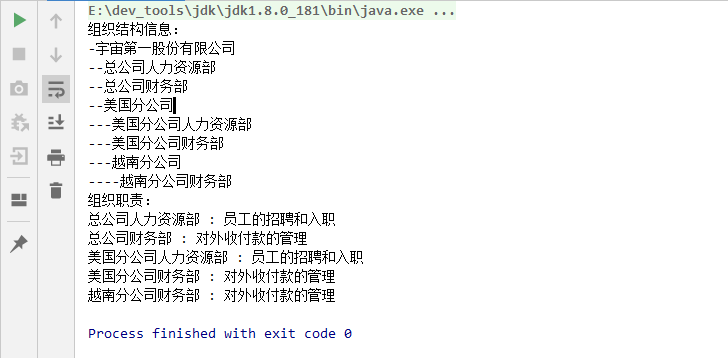 E:\dev_tools\jdk\jdk1.8.0_181\bin\java.exe ...
组织结构信息:
-宇宙第一股份有限公司
--总公司人力资源部
--总公司财务部
--美国分公司
---美国分公司人力资源部
---美国分公司财务部
---越南分公司
----越南分公司财务部
组织职责:
总公司人力资源部 : 员工的招聘和入职
总公司财务部 : 对外收付款的管理
美国分公司人力资源部 : 员工的招聘和入职
美国分公司财务部 : 对外收付款的管理
越南分公司财务部 : 对外收付款的管理
Process finished with exit code 0